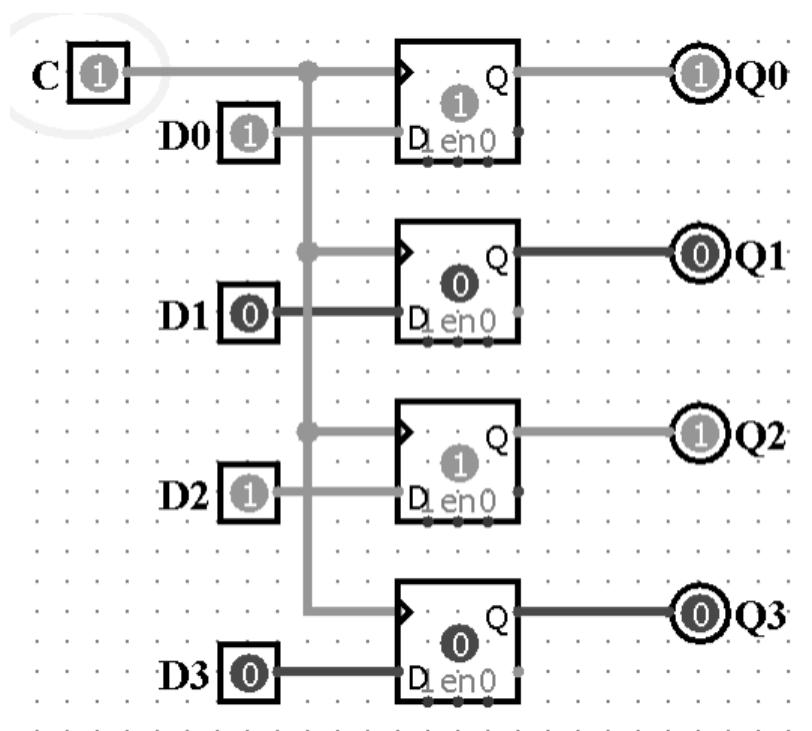 C 1 Q 1 Q0
1
D0 1 D 1 en 0
Q 0 Q1
0
D1 0 D 1 en 0
Q 1 Q2
1
D2 1 D 1 en 0
Q 0 Q3
0
D3 0 D 1 en 0